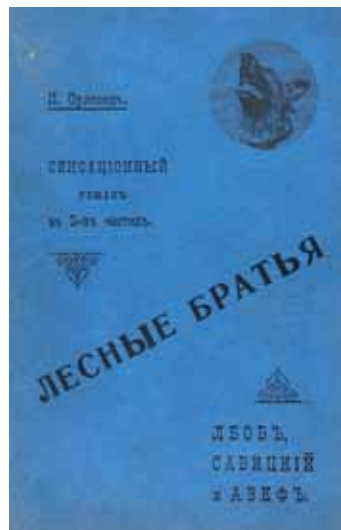 П. Орловецъ.
СЕНСАЦІОННЫЙ
романъ
въ 3-хъ частяхъ.
ЛЕСНЫЕ БРАТЬЯ
ЛБОВЪ,
САВИЦКІЙ
и АЗЕФЪ.